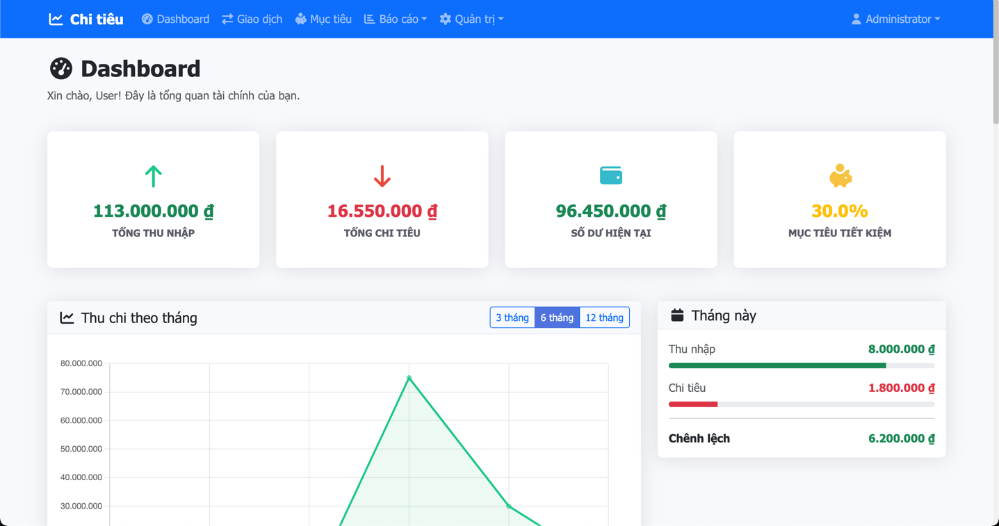 Chi tiêu Dashboard Giao dịch Mục tiêu Báo cáo Quản trị Administrator
Dashboard
Xin chào, User! Đây là tổng quan tài chính của bạn.
113.000.000 ₫
TỔNG THU NHẬP
16.550.000 ₫
TỔNG CHI TIÊU
96.450.000 ₫
SỐ DƯ HIỆN TẠI
30.0%
MỤC TIÊU TIẾT KIỆM
Thu chi theo tháng
3 tháng 6 tháng 12 tháng
80.000.000
70.000.000
60.000.000
50.000.000
40.000.000
30.000.000
Tháng này
Thu nhập 8.000.000 ₫
Chi tiêu 1.800.000 ₫
Chênh lệch 6.200.000 ₫